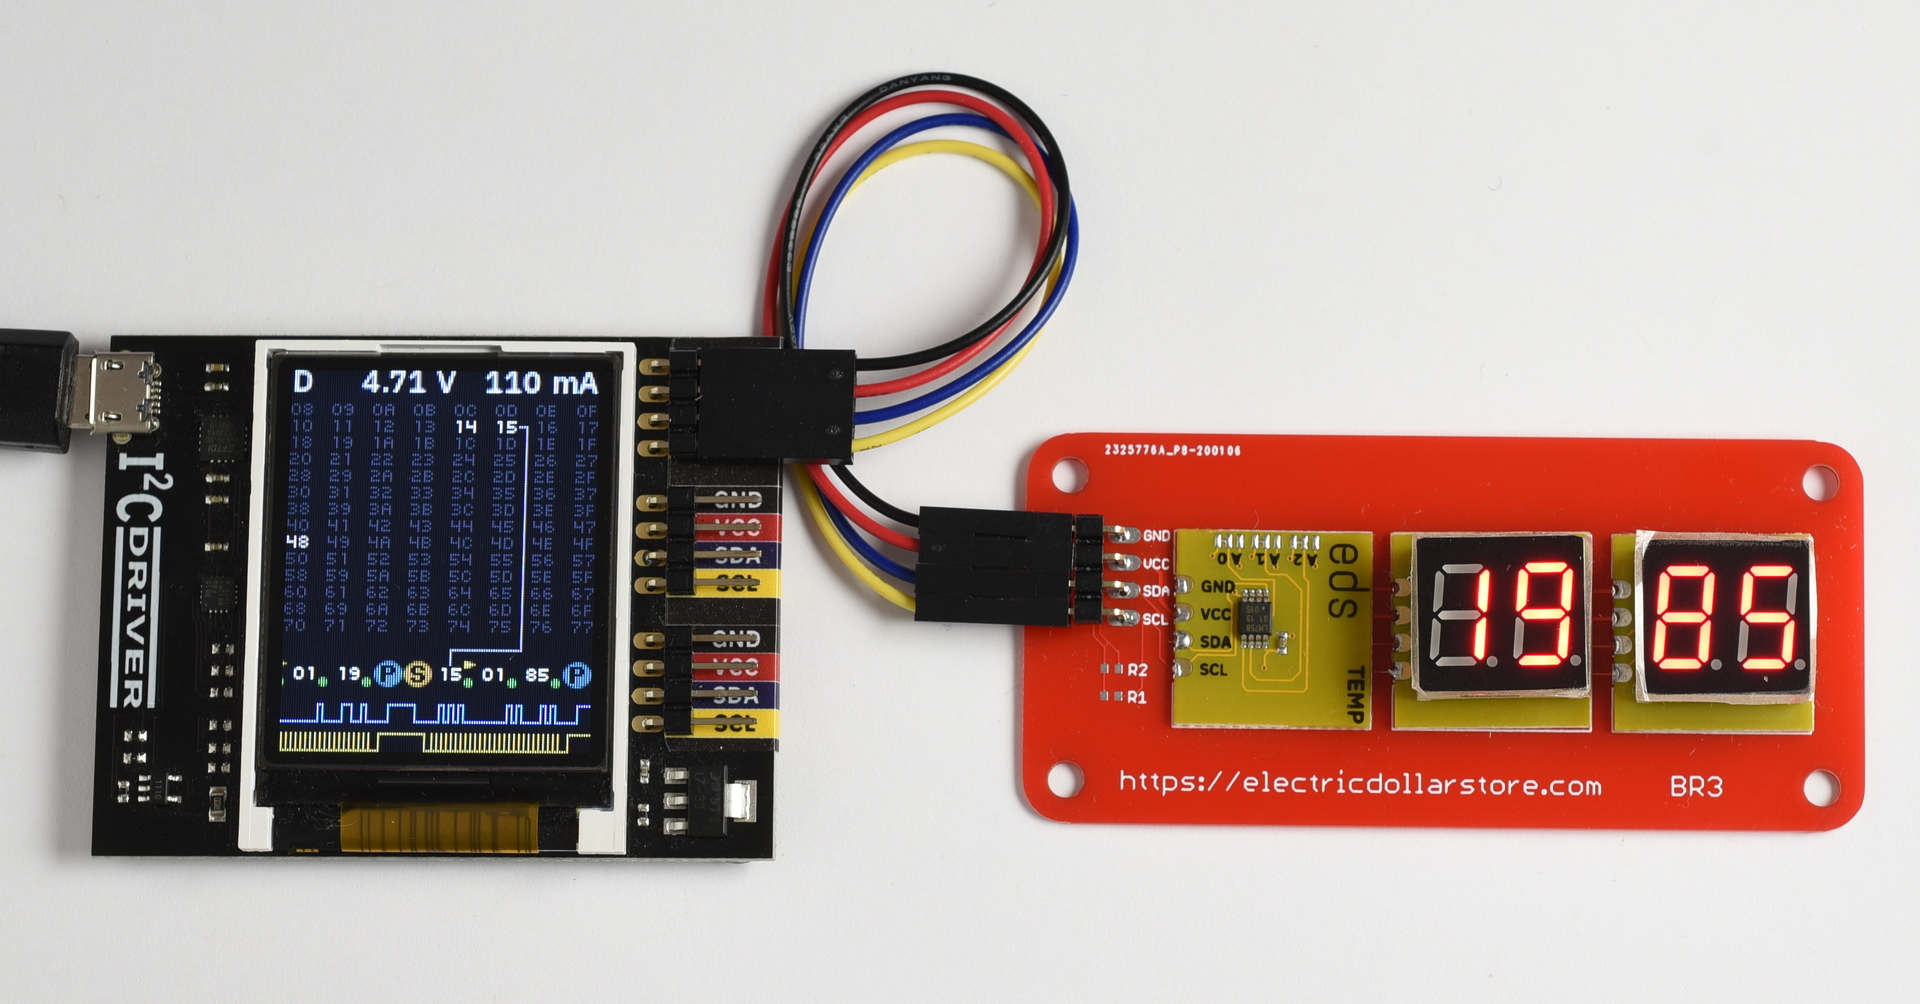 DANYANG
D 4.71 V 110 mA
08 09 0A 0B 0C 0D 0E 0F
10 11 12 13 14 15 16 17
18 19 1A 1B 1C 1D 1E 1F
20 21 22 23 24 25 26 27
28 29 2A 2B 2C 2D 2E 2F
30 31 32 33 34 35 36 37
38 39 3A 3B 3C 3D 3E 3F
40 41 42 43 44 45 46 47
48 49 4A 4B 4C 4D 4E 4F
50 51 52 53 54 55 56 57
58 59 5A 5B 5C 5D 5E 5F
60 61 62 63 64 65 66 67
68 69 6A 6B 6C 6D 6E 6F
70 71 72 73 74 75 76 77
01 19 P S 15 01 85 P
I²CDRIVER
GND
VCC
SDA
SCL
GND
VCC
SDA
SCL
2325776A_P8-200106
GND
VCC
SDA
SCL
R2
R1
A0 A1 A2
eds
GND
VCC
SDA
SCL
TEMP
19 85
https://electricdollarstore.com BR3